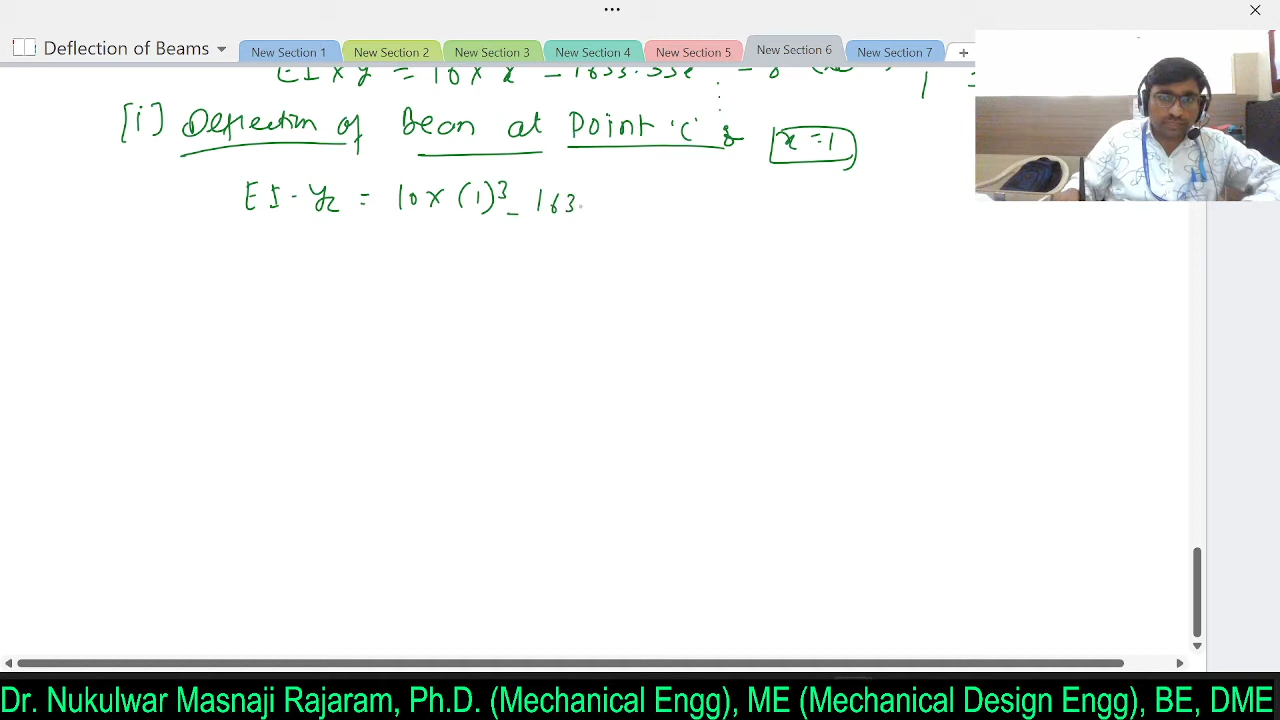 Deflection of Beams
New Section 1 New Section 2 New Section 3 New Section 4 New Section 5 New Section 6 New Section 7
[i] Deflection of Beam at Point 'C' : x = 1
EI · yc = 10 x (1)³ - 163
Dr. Nukulwar Masnaji Rajaram, Ph.D. (Mechanical Engg), ME (Mechanical Design Engg), BE, DME